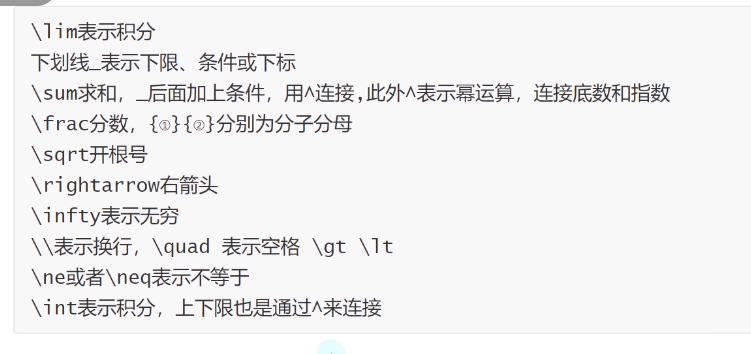 \lim表示积分
下划线_表示下限、条件或下标
\sum求和，_后面加上条件，用^连接,此外^表示幂运算，连接底数和指数
\frac分数，{①}{②}分别为分子分母
\sqrt开根号
\rightarrow右箭头
\infty表示无穷
\\表示换行，\quad 表示空格 \gt \lt
\ne或者\neq表示不等于
\int表示积分，上下限也是通过^来连接